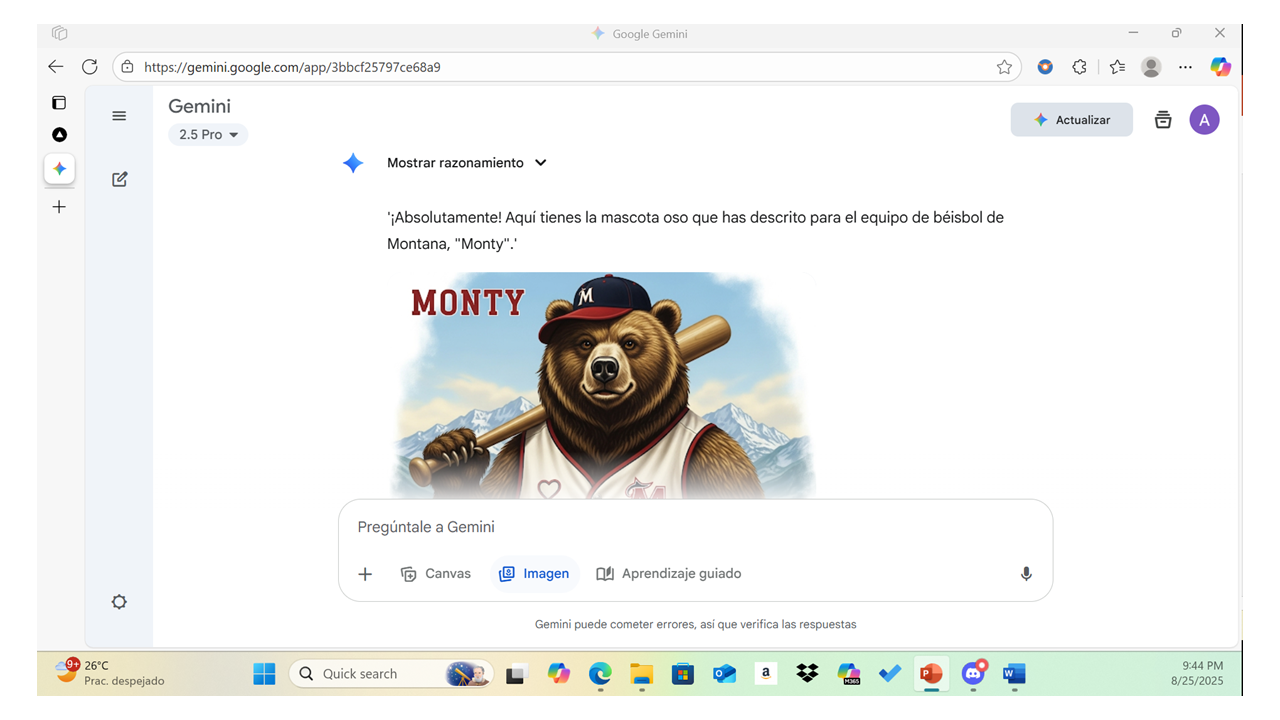 Google Gemini
https://gemini.google.com/app/3bbcf25797ce68a9
Gemini
2.5 Pro
Actualizar
A
Mostrar razonamiento
'¡Absolutamente! Aquí tienes la mascota oso que has descrito para el equipo de béisbol de
Montana, "Monty".'
MONTY
M
M
Pregúntale a Gemini
Canvas
Imagen
Aprendizaje guiado
Gemini puede cometer errores, así que verifica las respuestas
9+
26°C
Prac. despejado
Quick search
a
M365
P
W
9:44 PM
8/25/2025